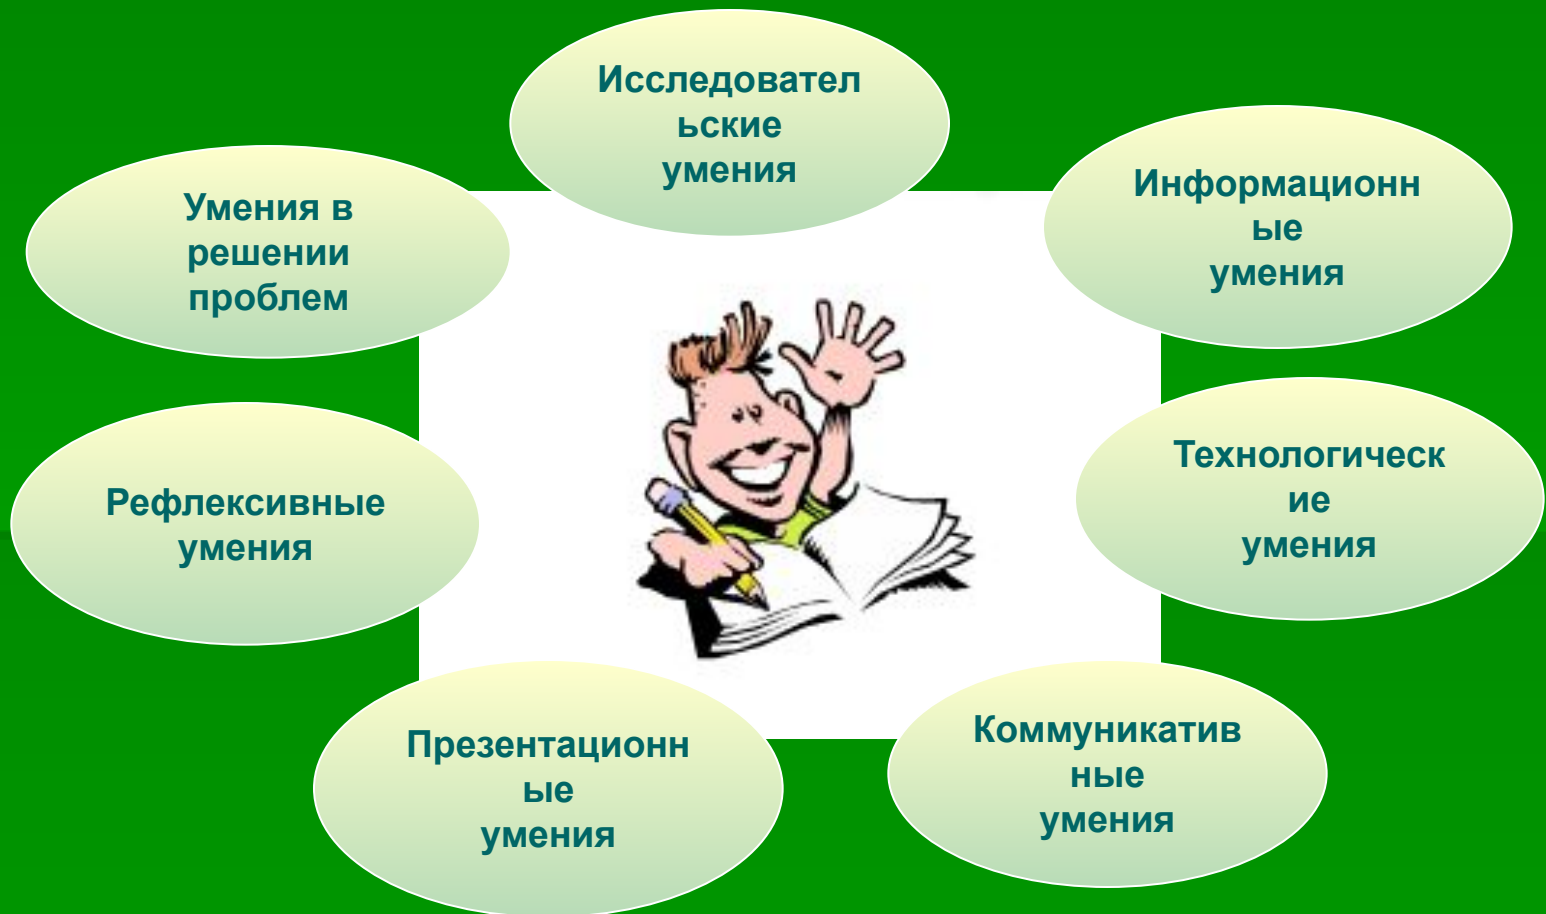 Исследовател
ьские
умения
Информационн
ые
умения
Умения в
решении
проблем
Технологическ
ие
умения
Рефлексивные
умения
Коммуникатив
ные
умения
Презентационн
ые
умения